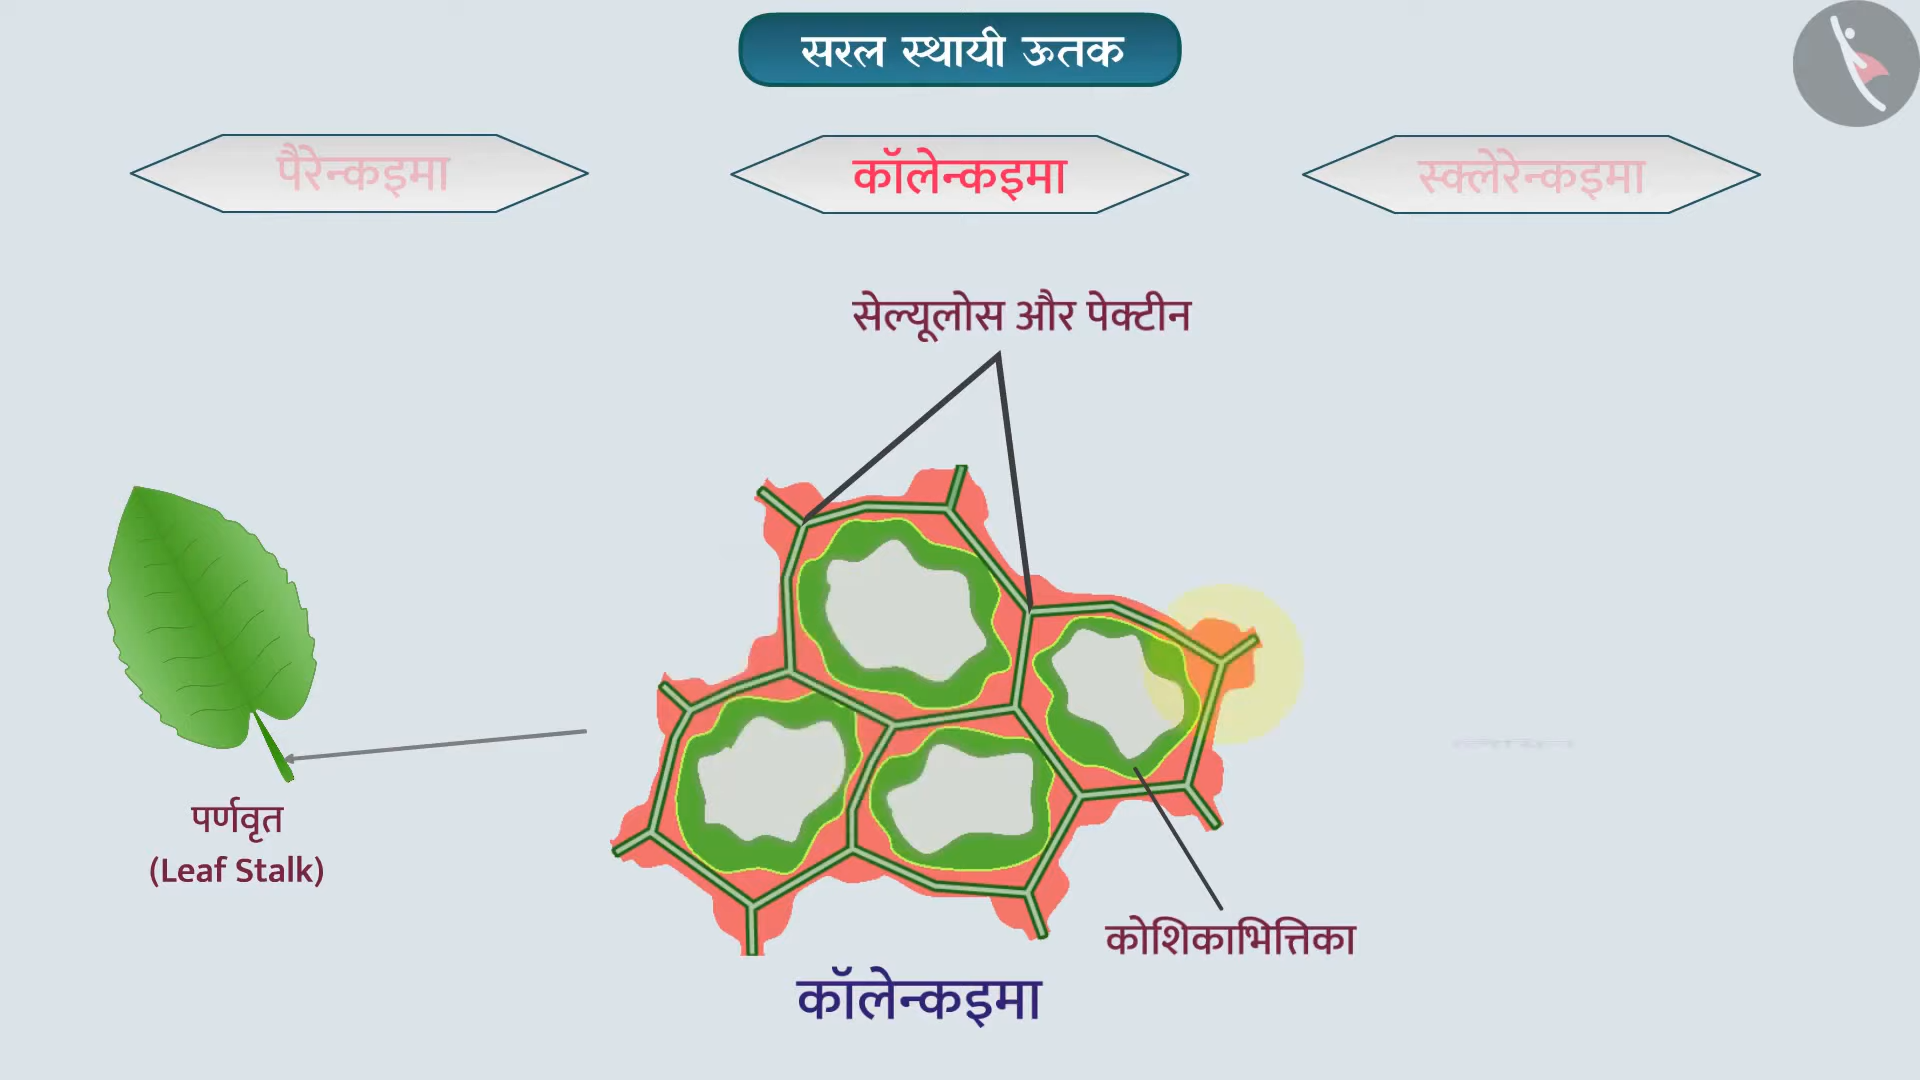 सरल स्थायी ऊतक
पैरेन्कइमा
कॉलेन्कइमा
स्क्लेरेन्कइमा
सेल्यूलोस और पेक्टीन
पर्णवृत
(Leaf Stalk)
कोशिकाभित्तिका
कॉलेन्कइमा